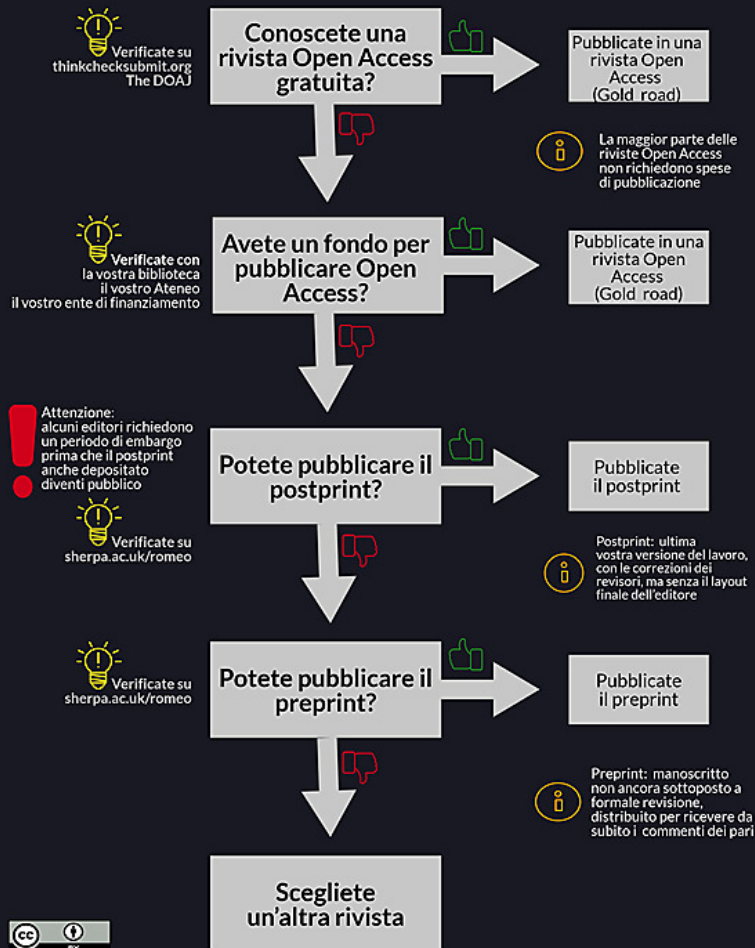 Verificate su
thinkchecksubmit.org
The DOAJ
Conoscete una
rivista Open Access
gratuita?
Pubblicate in una
rivista Open
Access
(Gold road)
La maggior parte delle
riviste Open Access
non richiedono spese
di pubblicazione
Verificate con
la vostra biblioteca
il vostro Ateneo
il vostro ente di finanziamento
Avete un fondo per
pubblicare Open
Access?
Pubblicate in una
rivista Open
Access
(Gold road)
Attenzione:
alcuni editori richiedono
un periodo di embargo
prima che il postprint
anche depositato
diventi pubblico
Verificate su
sherpa.ac.uk/romeo
Potete pubblicare il
postprint?
Pubblicate
il postprint
Postprint: ultima
vostra versione del lavoro,
con le correzioni dei
revisori, ma senza il layout
finale dell'editore
Verificate su
sherpa.ac.uk/romeo
Potete pubblicare il
preprint?
Pubblicate
il preprint
Preprint: manoscritto
non ancora sottoposto a
formale revisione,
distribuito per ricevere da
subito i commenti dei pari
Scegliete
un'altra rivista
cc